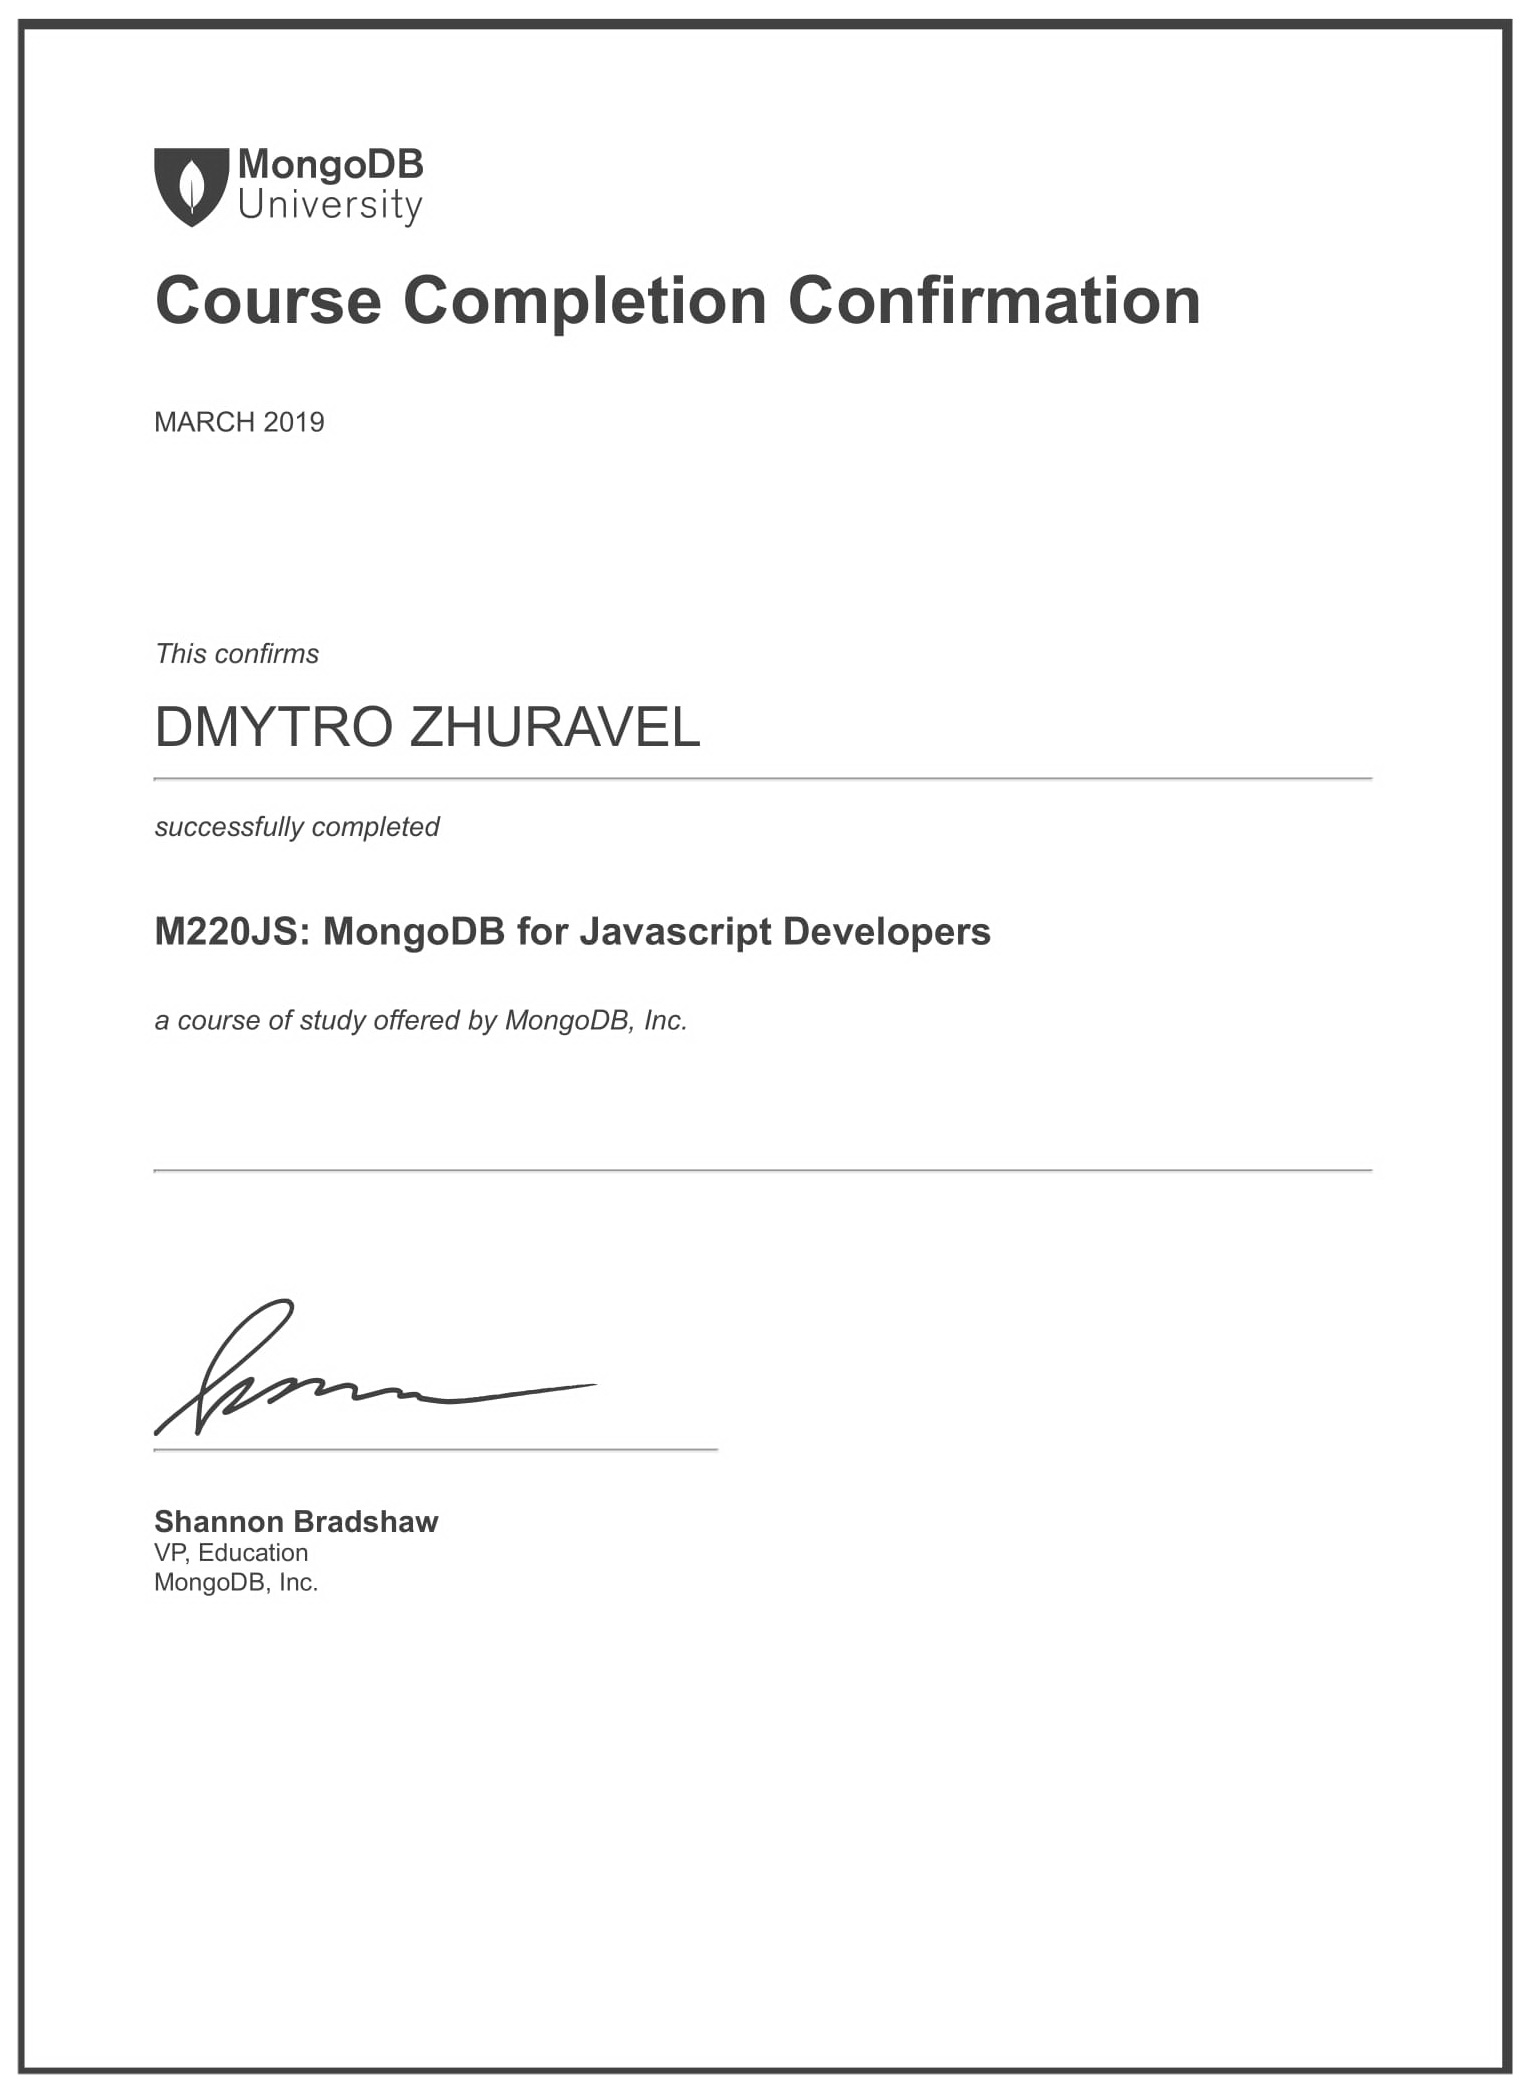 MongoDB
University
Course Completion Confirmation
MARCH 2019
This confirms
DMYTRO ZHURAVEL
successfully completed
M220JS: MongoDB for Javascript Developers
a course of study offered by MongoDB, Inc.
Shannon Bradshaw
VP, Education
MongoDB, Inc.